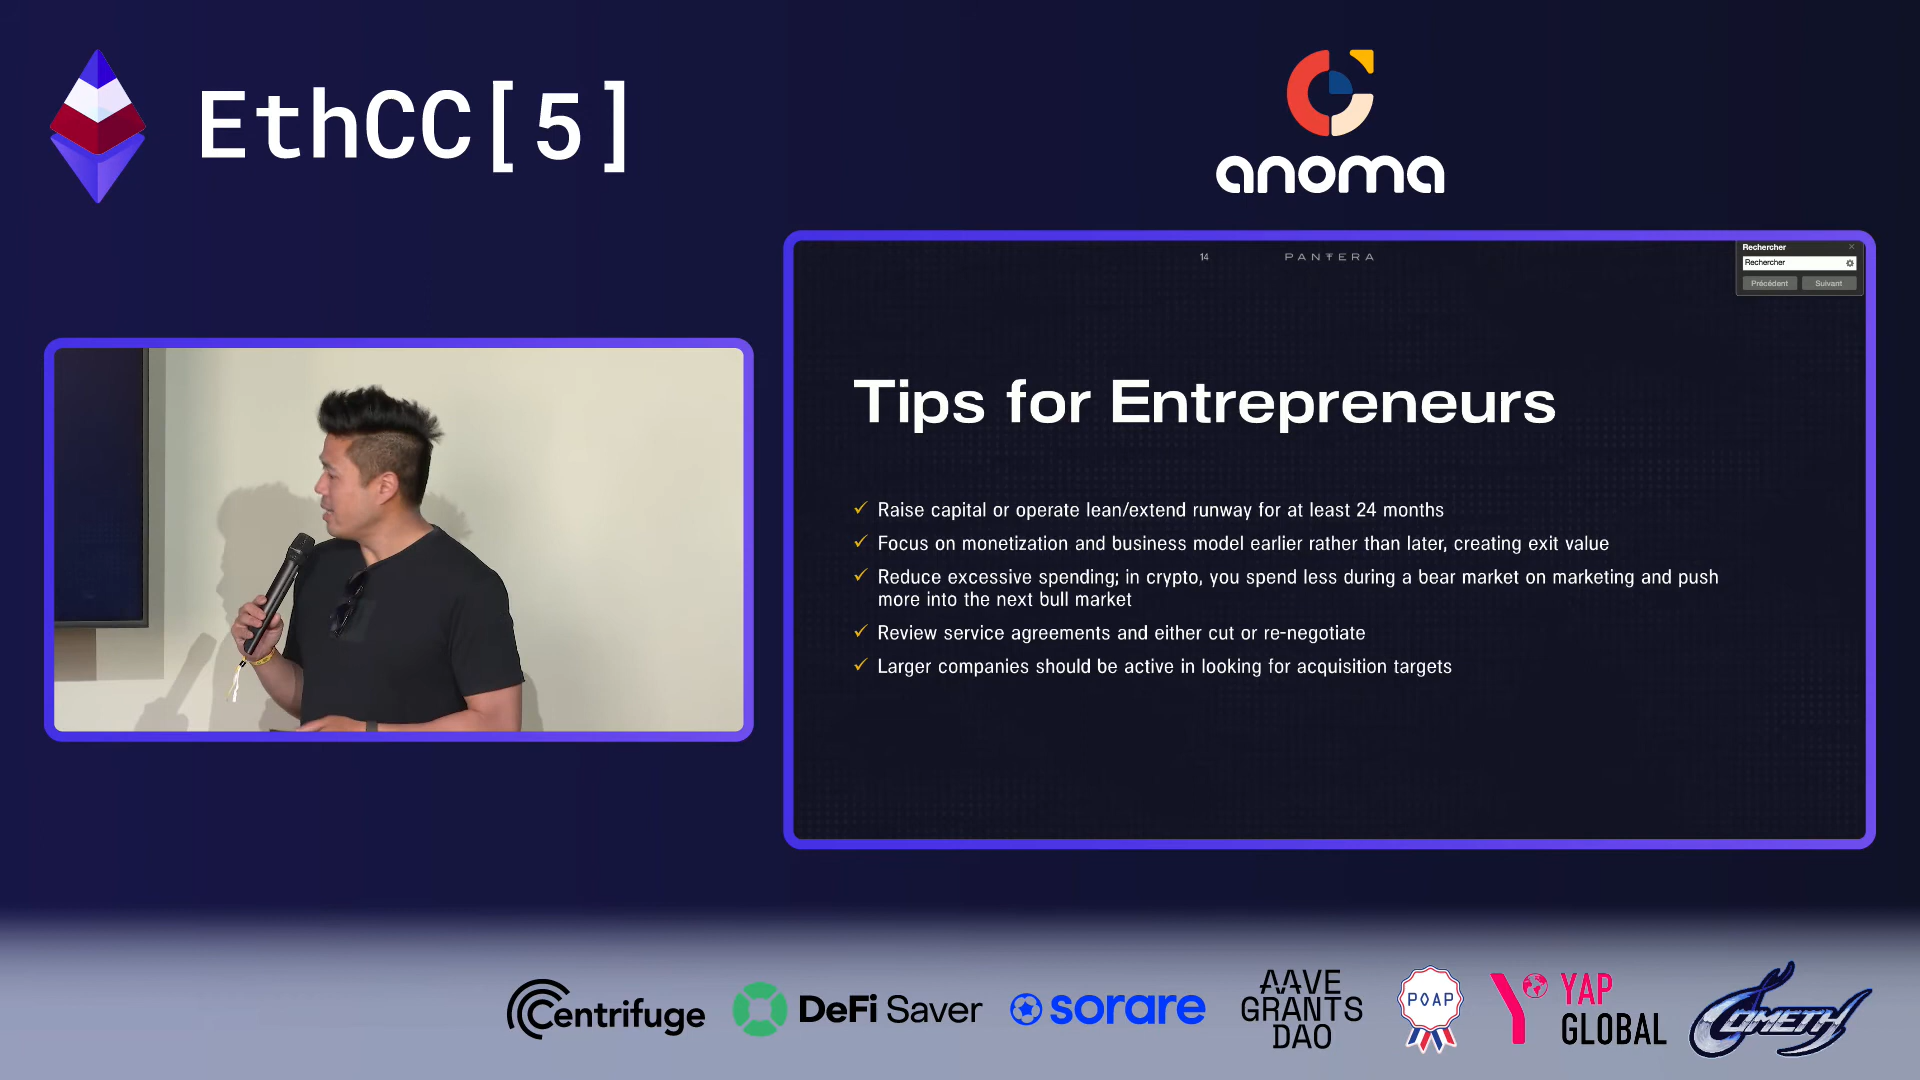 EthCC[5]
anoma
14
PANTERA
Rechercher
Rechercher
Précédent
Suivant
Tips for Entrepreneurs
✓ Raise capital or operate lean/extend runway for at least 24 months
✓ Focus on monetization and business model earlier rather than later, creating exit value
✓ Reduce excessive spending; in crypto, you spend less during a bear market on marketing and push
more into the next bull market
✓ Review service agreements and either cut or re-negotiate
✓ Larger companies should be active in looking for acquisition targets
Centrifuge
DeFi Saver
sorare
AAVE
GRANTS
DAO
POAP
YAP
GLOBAL
COMETH